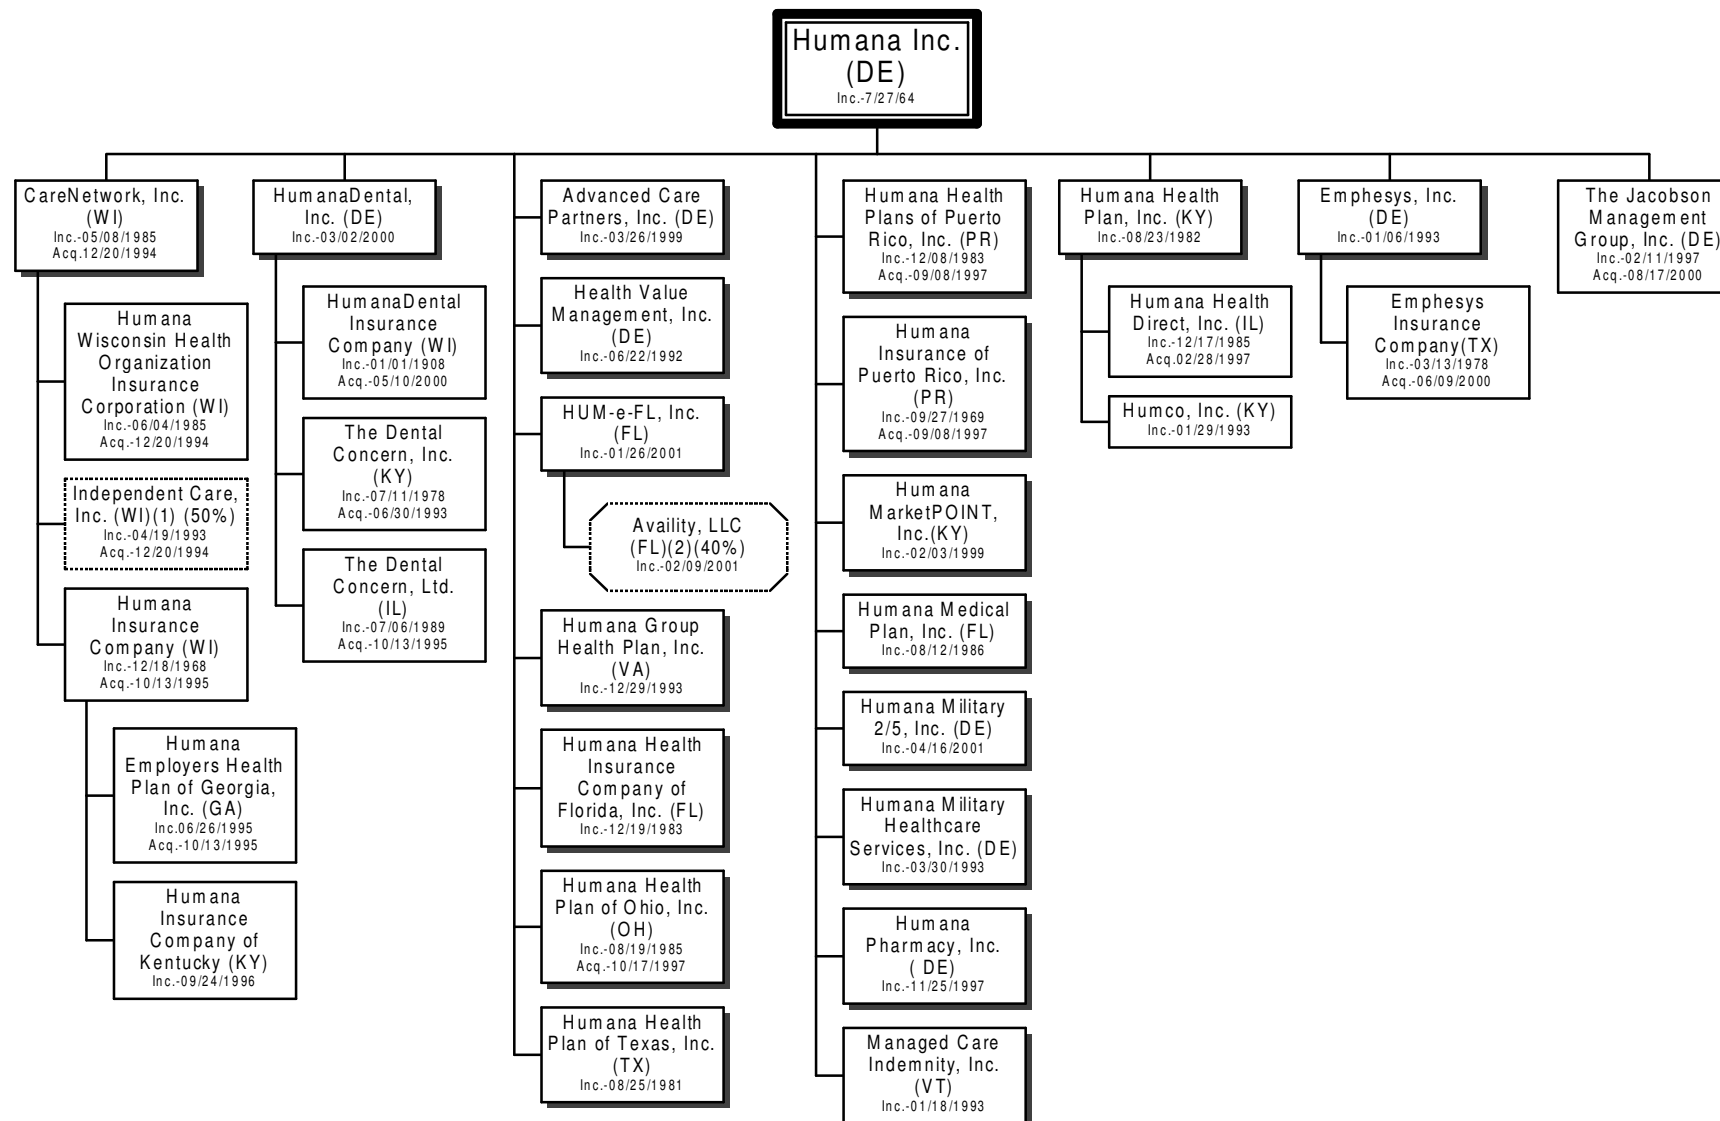 Humana Inc.
(DE)
Inc.-7/27/64
CareNetwork, Inc.
(WI)
Inc.-05/08/1985
Acq.12/20/1994
Humana
Wisconsin Health
Organization
Insurance
Corporation (WI)
Inc.-06/04/1985
Acq.-12/20/1994
Independent Care,
Inc. (WI)(1) (50%)
Inc.-04/19/1993
Acq.-12/20/1994
Humana
Insurance
Company (WI)
Inc.-12/18/1968
Acq.-10/13/1995
Humana
Employers Health
Plan of Georgia,
Inc. (GA)
Inc.06/26/1995
Acq.-10/13/1995
Humana
Insurance
Company of
Kentucky (KY)
Inc.-09/24/1996
HumanaDental,
Inc. (DE)
Inc.-03/02/2000
HumanaDental
Insurance
Company (WI)
Inc.-01/01/1908
Acq.-05/10/2000
The Dental
Concern, Inc.
(KY)
Inc.-07/11/1978
Acq.-06/30/1993
The Dental
Concern, Ltd.
(IL)
Inc.-07/06/1989
Acq.-10/13/1995
Advanced Care
Partners, Inc. (DE)
Inc.-03/26/1999
Health Value
Management, Inc.
(DE)
Inc.-06/22/1992
HUM-e-FL, Inc.
(FL)
Inc.-01/26/2001
Availity, LLC
(FL)(2)(40%)
Inc.-02/09/2001
Humana Group
Health Plan, Inc.
(VA)
Inc.-12/29/1993
Humana Health
Insurance
Company of
Florida, Inc. (FL)
Inc.-12/19/1983
Humana Health
Plan of Ohio, Inc.
(OH)
Inc.-08/19/1985
Acq.-10/17/1997
Humana Health
Plan of Texas, Inc.
(TX)
Inc.-08/25/1981
Humana Health
Plans of Puerto
Rico, Inc. (PR)
Inc.-12/08/1983
Acq.-09/08/1997
Humana
Insurance of
Puerto Rico, Inc.
(PR)
Inc.-09/27/1969
Acq.-09/08/1997
Humana
MarketPOINT,
Inc.(KY)
Inc.-02/03/1999
Humana Medical
Plan, Inc. (FL)
Inc.-08/12/1986
Humana Military
2/5, Inc. (DE)
Inc.-04/16/2001
Humana Military
Healthcare
Services, Inc. (DE)
Inc.-03/30/1993
Humana
Pharmacy, Inc.
( DE)
Inc.-11/25/1997
Managed Care
Indemnity, Inc.
(VT)
Inc.-01/18/1993
Humana Health
Plan, Inc. (KY)
Inc.-08/23/1982
Humana Health
Direct, Inc. (IL)
Inc.-12/17/1985
Acq.02/28/1997
Humco, Inc. (KY)
Inc.-01/29/1993
Emphesys, Inc.
(DE)
Inc.-01/06/1993
Emphesys
Insurance
Company(TX)
Inc.-03/13/1978
Acq.-06/09/2000
The Jacobson
Management
Group, Inc. (DE)
Inc.-02/11/1997
Acq.-08/17/2000